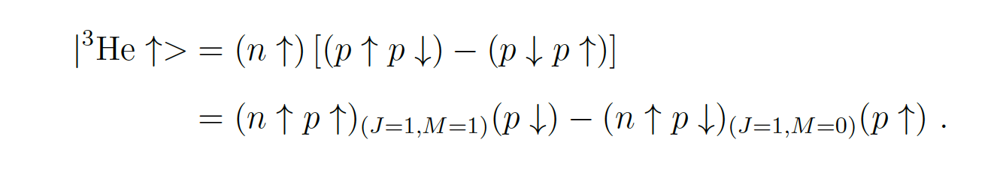 |³He ↑> = (n ↑) [(p ↑ p ↓) − (p ↓ p ↑)]
= (n ↑ p ↑)₍J=1,M=1₎(p ↓) − (n ↑ p ↓)₍J=1,M=0₎(p ↑) .